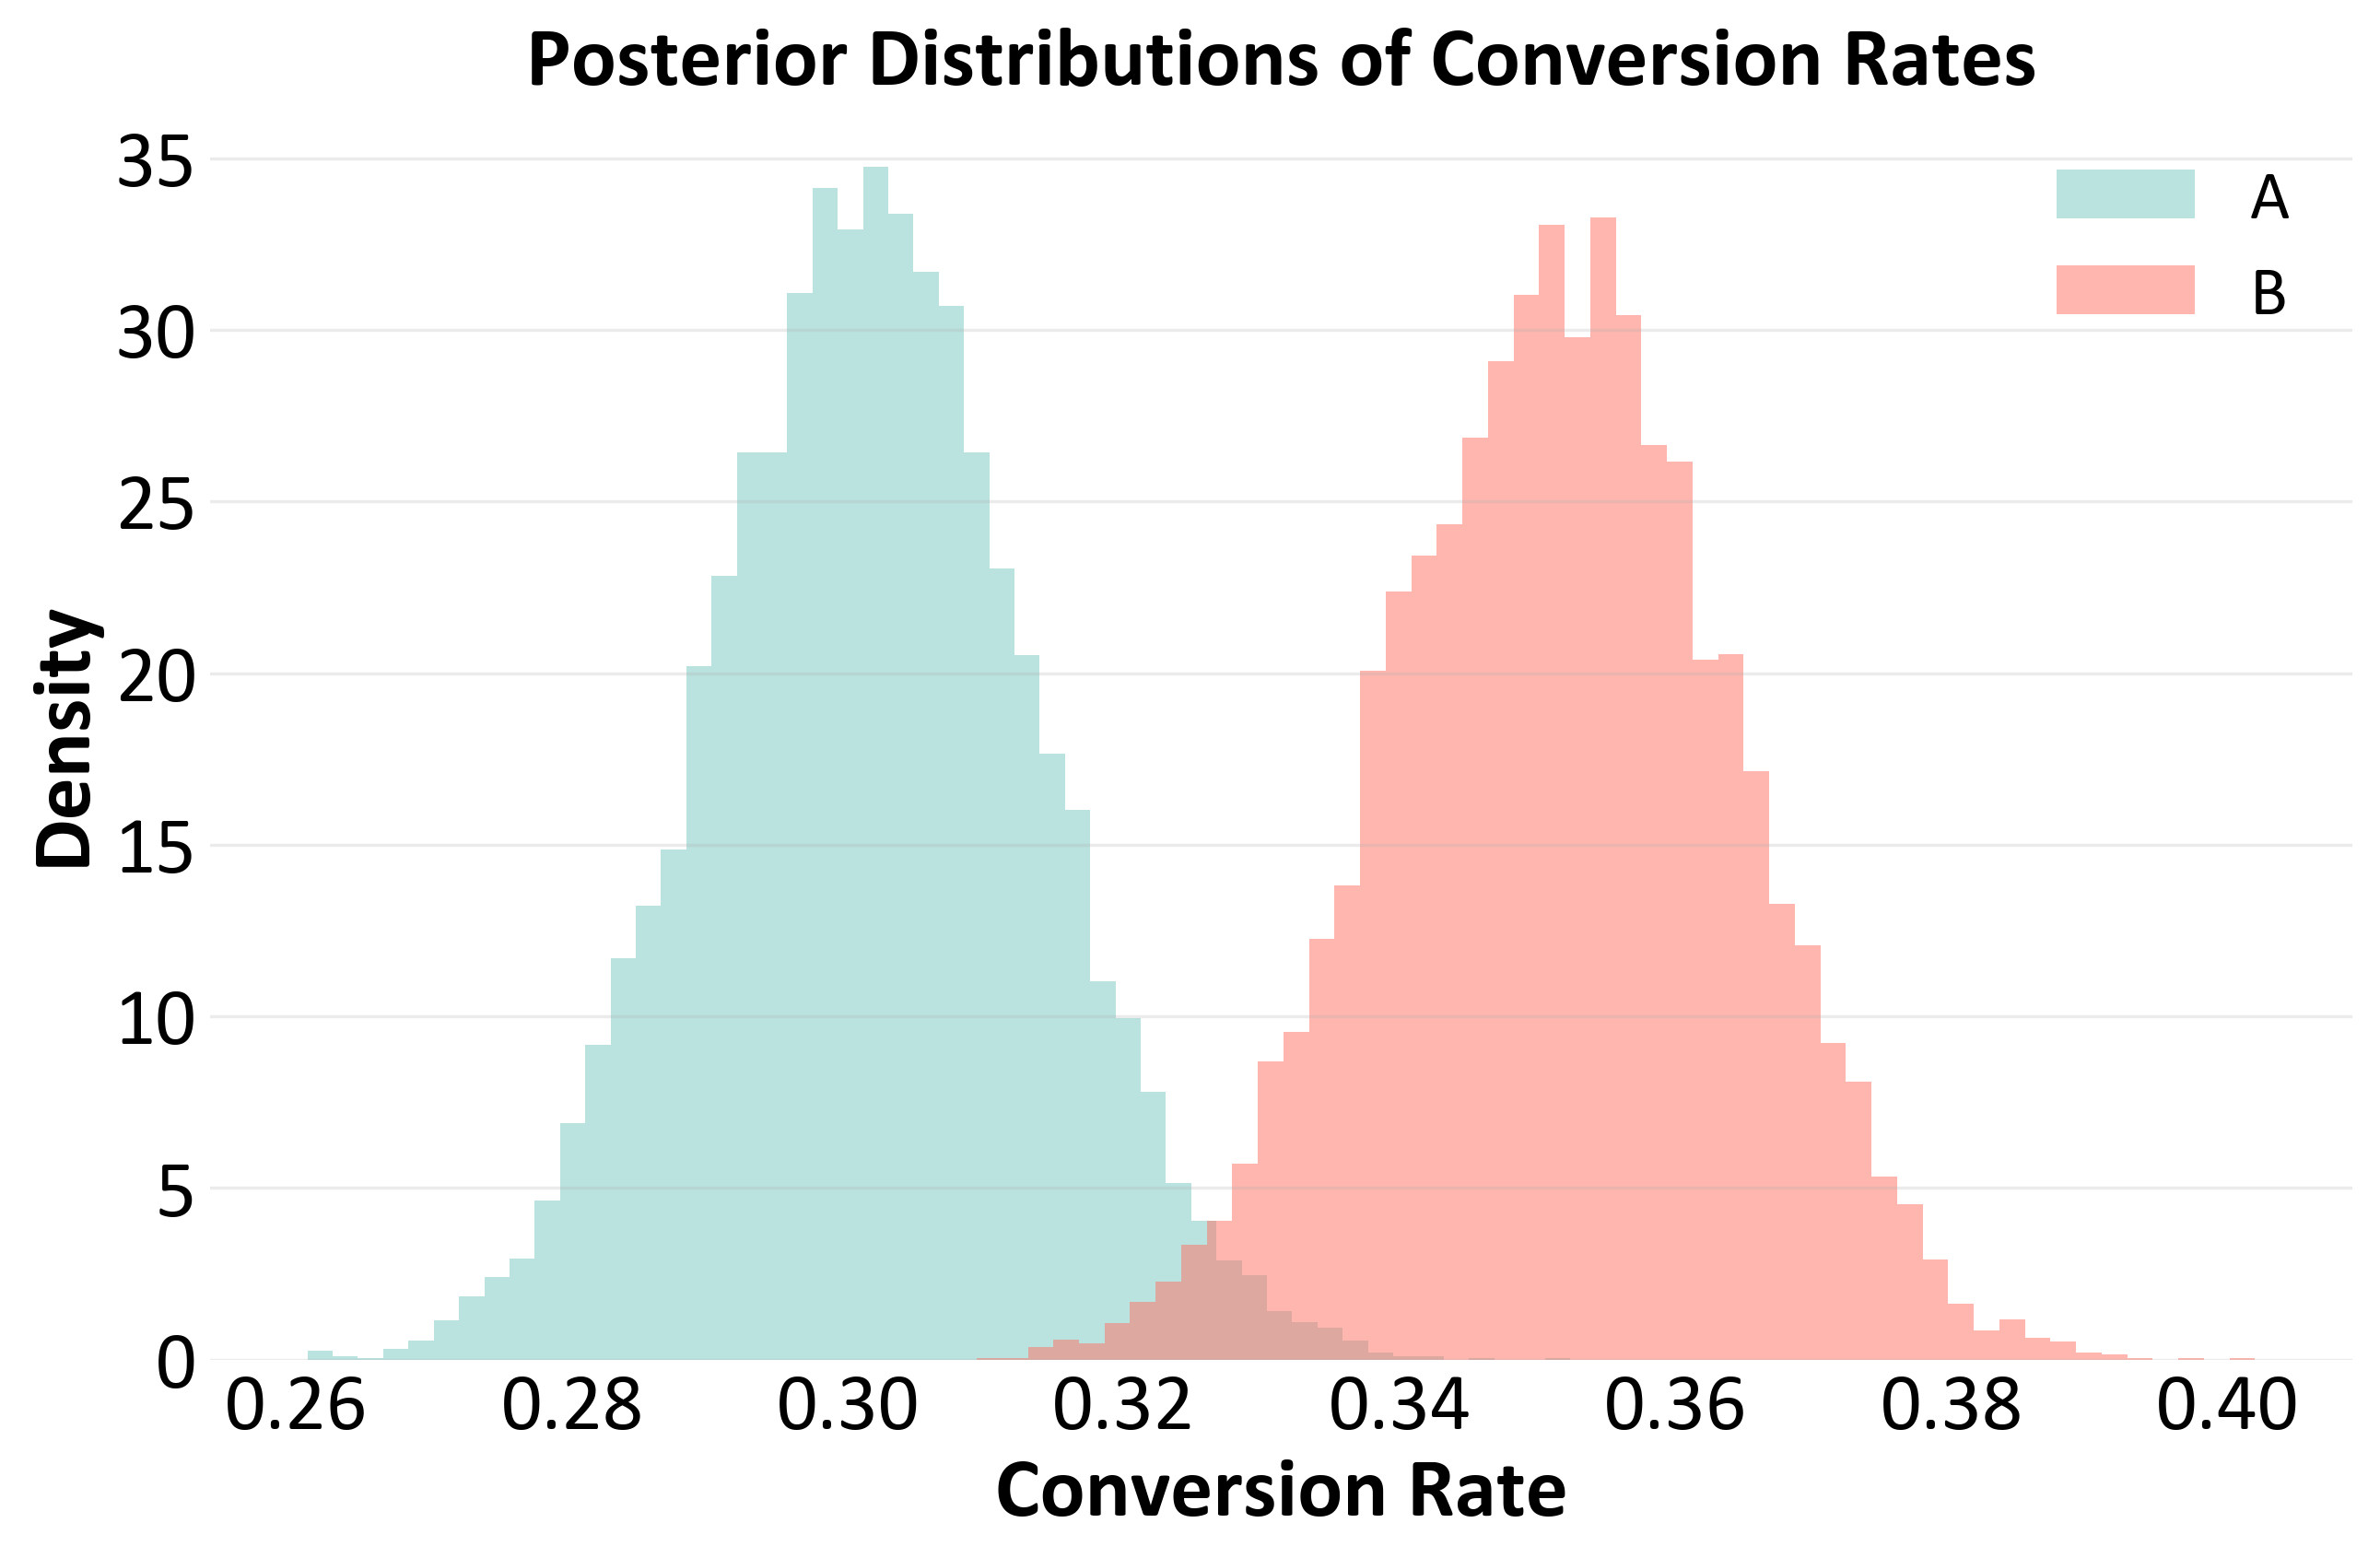 Posterior Distributions of Conversion Rates
A
B
35
30
25
20
15
10
5
0
Density
0.26 0.28 0.30 0.32 0.34 0.36 0.38 0.40
Conversion Rate